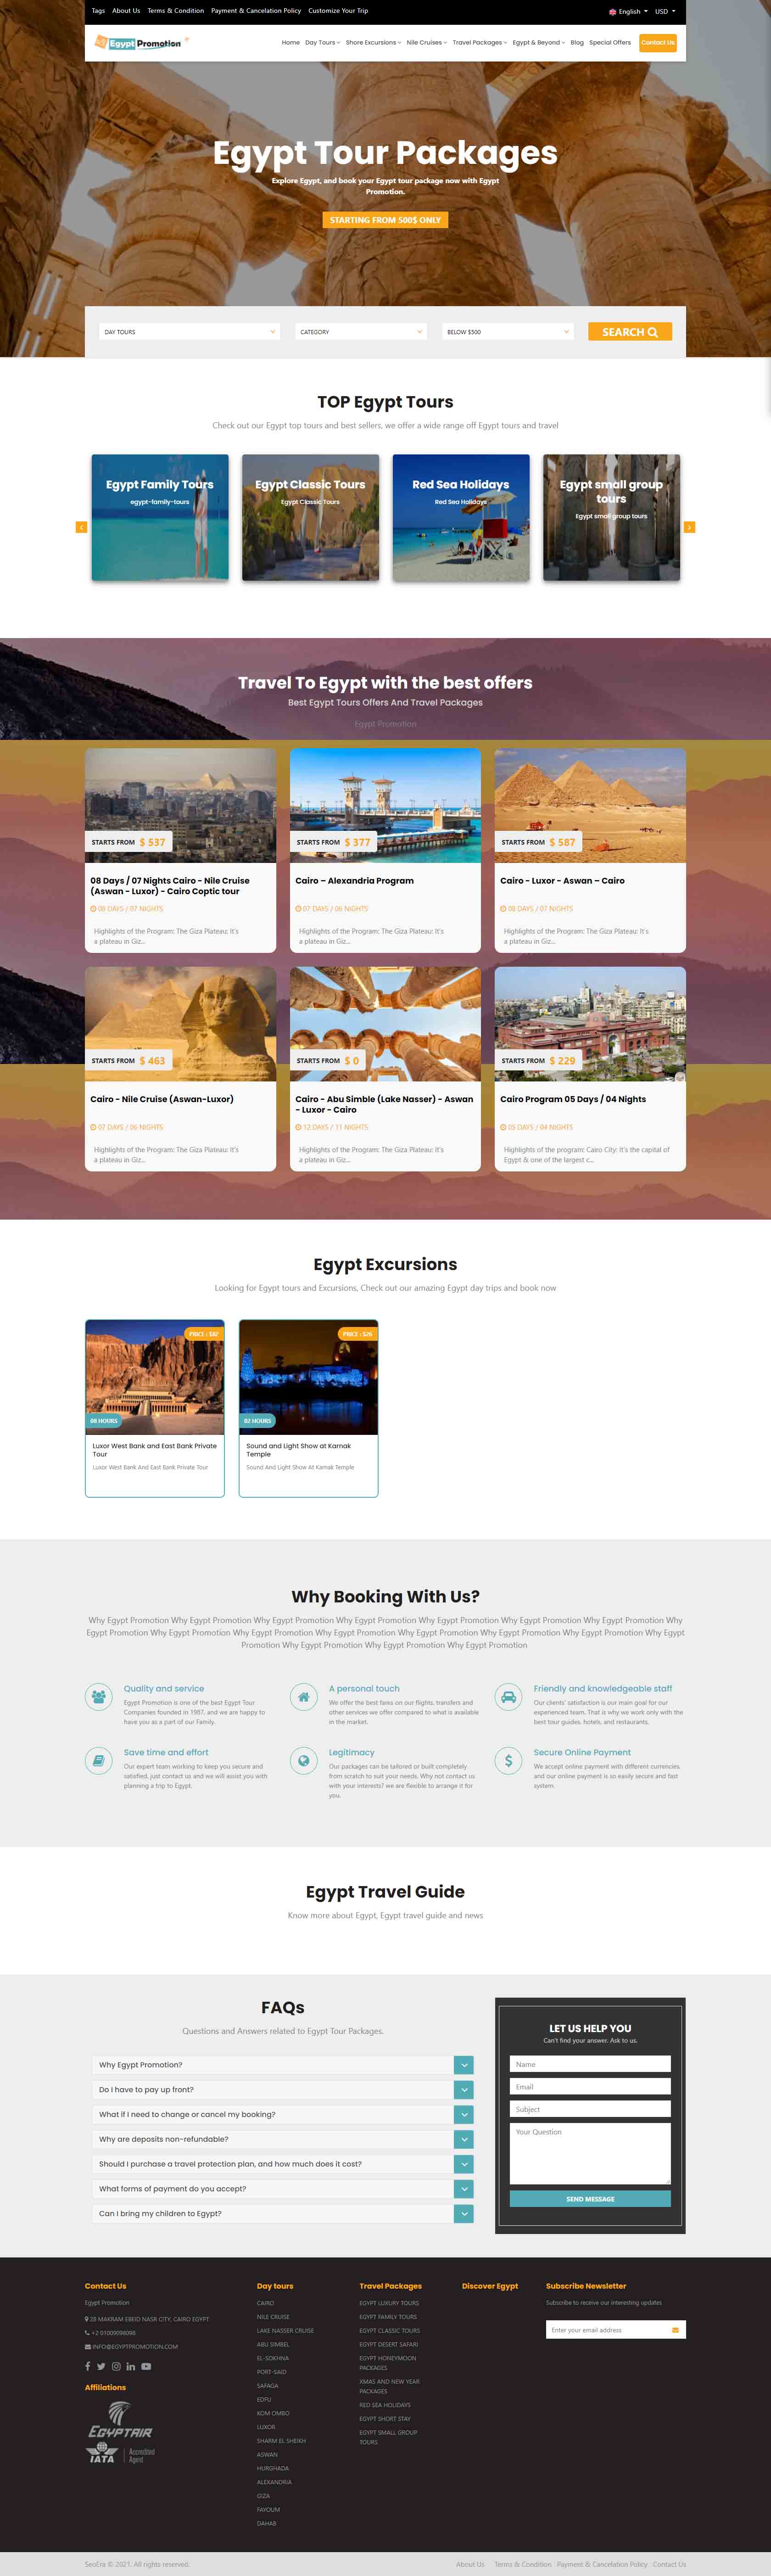 Tags About Us Terms & Condition Payment & Cancelation Policy Customize Your Trip English USD
Egypt Promotion Home Day Tours Shore Excursions Nile Cruises Travel Packages Egypt & Beyond Blog Special Offers Contact Us
Egypt Tour Packages
Explore Egypt, and book your Egypt tour package now with Egypt
Promotion.
STARTING FROM 500$ ONLY
DAY TOURS CATEGORY BELOW $500 SEARCH
TOP Egypt Tours
Check out our Egypt top tours and best sellers, we offer a wide range off Egypt tours and travel
Egypt Family Tours
egypt-family-tours
Egypt Classic Tours
Egypt Classic Tours
Red Sea Holidays
Red Sea Holidays
Egypt small group
tours
Egypt small group tours
Travel To Egypt with the best offers
Best Egypt Tours Offers And Travel Packages
Egypt Promotion
STARTS FROM $ 537
08 Days / 07 Nights Cairo - Nile Cruise
(Aswan - Luxor) - Cairo Coptic tour
08 DAYS / 07 NIGHTS
Highlights of the Program: The Giza Plateau: It's
a plateau in Giz...
STARTS FROM $ 377
Cairo – Alexandria Program
07 DAYS / 06 NIGHTS
Highlights of the Program: The Giza Plateau: It's
a plateau in Giz...
STARTS FROM $ 587
Cairo - Luxor - Aswan – Cairo
08 DAYS / 07 NIGHTS
Highlights of the Program: The Giza Plateau: It's
a plateau in Giz...
STARTS FROM $ 463
Cairo - Nile Cruise (Aswan-Luxor)
07 DAYS / 06 NIGHTS
Highlights of the Program: The Giza Plateau: It's
a plateau in Giz...
STARTS FROM $ 0
Cairo - Abu Simble (Lake Nasser) - Aswan
- Luxor - Cairo
12 DAYS / 11 NIGHTS
Highlights of the Program: The Giza Plateau: It's
a plateau in Giz...
STARTS FROM $ 229
Cairo Program 05 Days / 04 Nights
05 DAYS / 04 NIGHTS
Highlights of the program: Cairo City: It's the capital of
Egypt & one of the largest c...
Egypt Excursions
Looking for Egypt tours and Excursions, Check out our amazing Egypt day trips and book now
PRICE : $87
08 HOURS
Luxor West Bank and East Bank Private
Tour
Luxor West Bank And East Bank Private Tour
PRICE : $26
02 HOURS
Sound and Light Show at Karnak
Temple
Sound And Light Show At Karnak Temple
Why Booking With Us?
Why Egypt Promotion Why Egypt Promotion Why Egypt Promotion Why Egypt Promotion Why Egypt Promotion Why Egypt Promotion Why Egypt Promotion Why
Egypt Promotion Why Egypt Promotion Why Egypt Promotion Why Egypt Promotion Why Egypt Promotion Why Egypt Promotion Why Egypt Promotion Why Egypt
Promotion Why Egypt Promotion Why Egypt Promotion Why Egypt Promotion
Quality and service
Egypt Promotion is one of the best Egypt Tour
Companies founded in 1987, and we are happy to
have you as a part of our Family.
A personal touch
We offer the best fares on our flights, transfers and
other services we offer compared to what is available
in the market.
Friendly and knowledgeable staff
Our clients' satisfaction is our main goal for our
experienced team. That is why we work only with the
best tour guides, hotels, and restaurants.
Save time and effort
Our expert team working to keep you secure and
satisfied, just contact us and we will assist you with
planning a trip to Egypt.
Legitimacy
Our packages can be tailored or built completely
from scratch to suit your needs. Why not contact us
with your interests? we are flexible to arrange it for
you.
Secure Online Payment
We accept online payment with different currencies,
and our online payment is so easily secure and fast
system.
Egypt Travel Guide
Know more about Egypt, Egypt travel guide and news
FAQs
Questions and Answers related to Egypt Tour Packages.
Why Egypt Promotion?
Do I have to pay up front?
What if I need to change or cancel my booking?
Why are deposits non-refundable?
Should I purchase a travel protection plan, and how much does it cost?
What forms of payment do you accept?
Can I bring my children to Egypt?
LET US HELP YOU
Can't find your answer. Ask to us.
Name
Email
Subject
Your Question
SEND MESSAGE
Contact Us
Egypt Promotion
28 MAKRAM EBEID NASR CITY, CAIRO EGYPT
+2 01009098098
INFO@EGYPTPROMOTION.COM
Affiliations
EGYPTAIR
IATA Accredited
Agent
Day tours
CAIRO
NILE CRUISE
LAKE NASSER CRUISE
ABU SIMBEL
EL-SOKHNA
PORT-SAID
SAFAGA
EDFU
KOM OMBO
LUXOR
SHARM EL SHEIKH
ASWAN
HURGHADA
ALEXANDRIA
GIZA
FAYOUM
DAHAB
Travel Packages
EGYPT LUXURY TOURS
EGYPT FAMILY TOURS
EGYPT CLASSIC TOURS
EGYPT DESERT SAFARI
EGYPT HONEYMOON
PACKAGES
XMAS AND NEW YEAR
PACKAGES
RED SEA HOLIDAYS
EGYPT SHORT STAY
EGYPT SMALL GROUP
TOURS
Discover Egypt
Subscribe Newsletter
Subscribe to receive our interesting updates
Enter your email address
SeoEra © 2021. All rights reserved. About Us Terms & Condition Payment & Cancelation Policy Contact Us